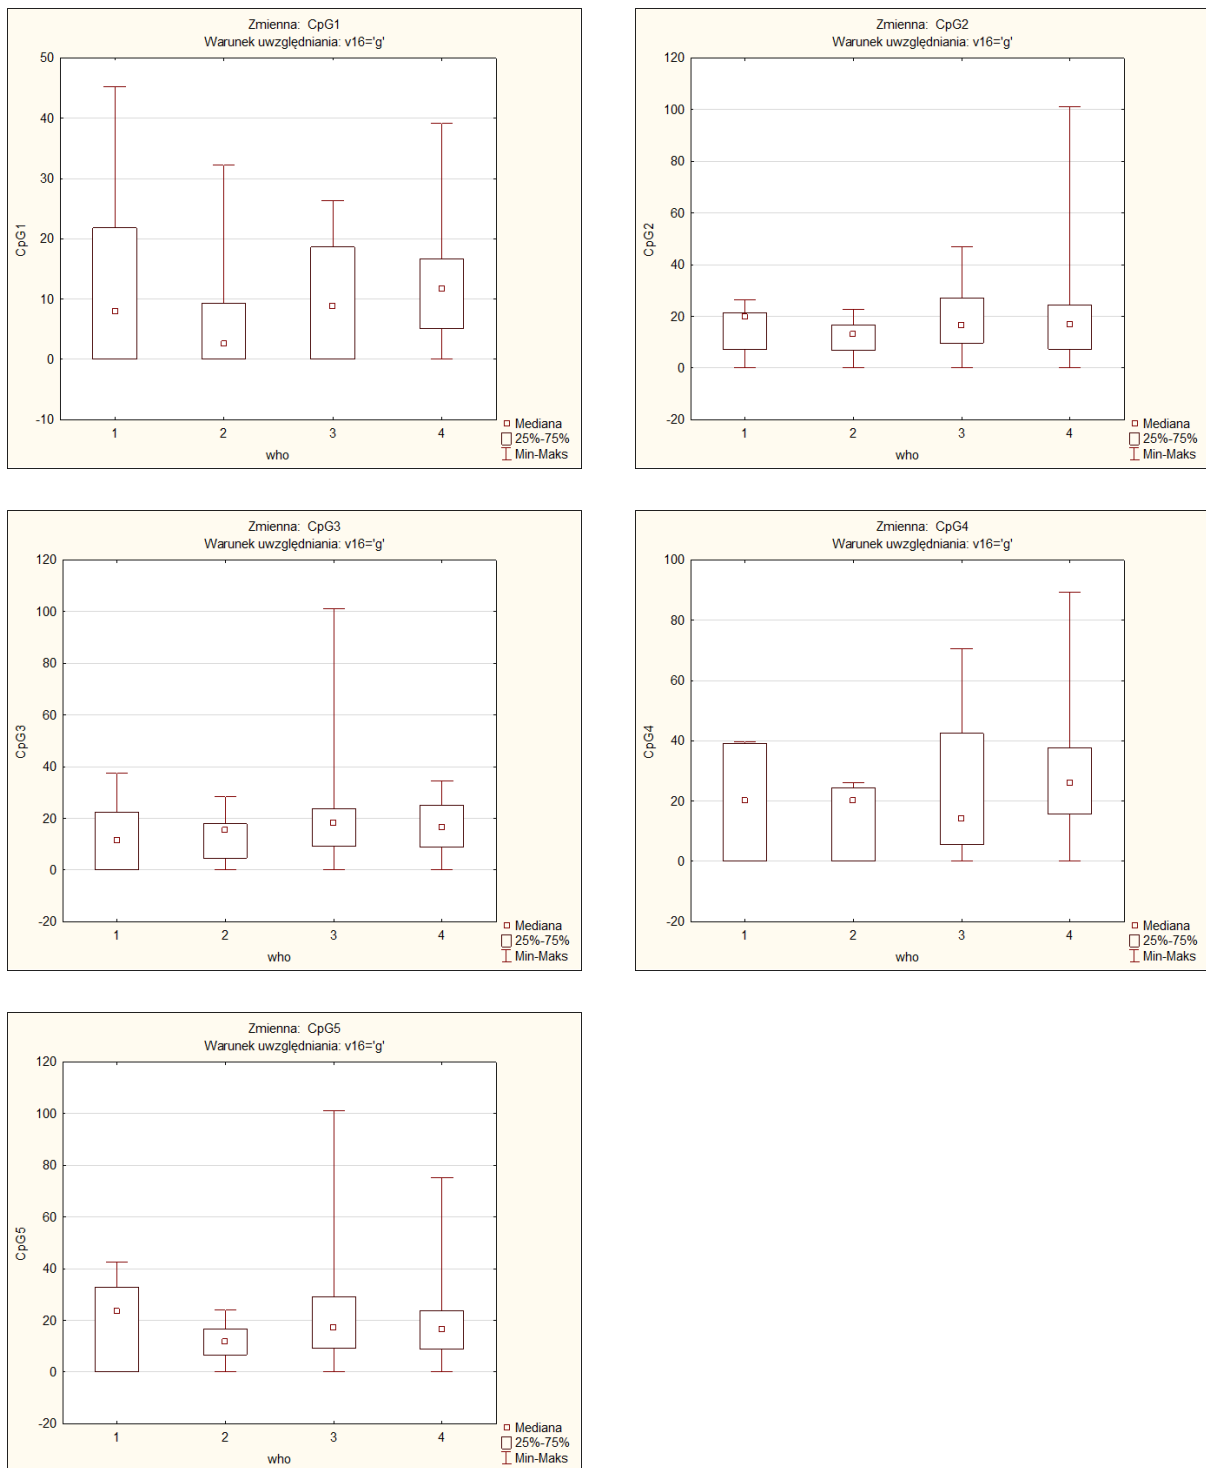 Zmienna: CpG1
Warunek uwzględniania: v16='g'
50
40
30
20
10
0
-10
CpG1
1 2 3 4
who
Mediana
25%-75%
Min-Maks
Zmienna: CpG2
Warunek uwzględniania: v16='g'
120
100
80
60
40
20
0
-20
CpG2
1 2 3 4
who
Mediana
25%-75%
Min-Maks
Zmienna: CpG3
Warunek uwzględniania: v16='g'
120
100
80
60
40
20
0
-20
CpG3
1 2 3 4
who
Mediana
25%-75%
Min-Maks
Zmienna: CpG4
Warunek uwzględniania: v16='g'
100
80
60
40
20
0
-20
CpG4
1 2 3 4
who
Mediana
25%-75%
Min-Maks
Zmienna: CpG5
Warunek uwzględniania: v16='g'
120
100
80
60
40
20
0
-20
CpG5
1 2 3 4
who
Mediana
25%-75%
Min-Maks